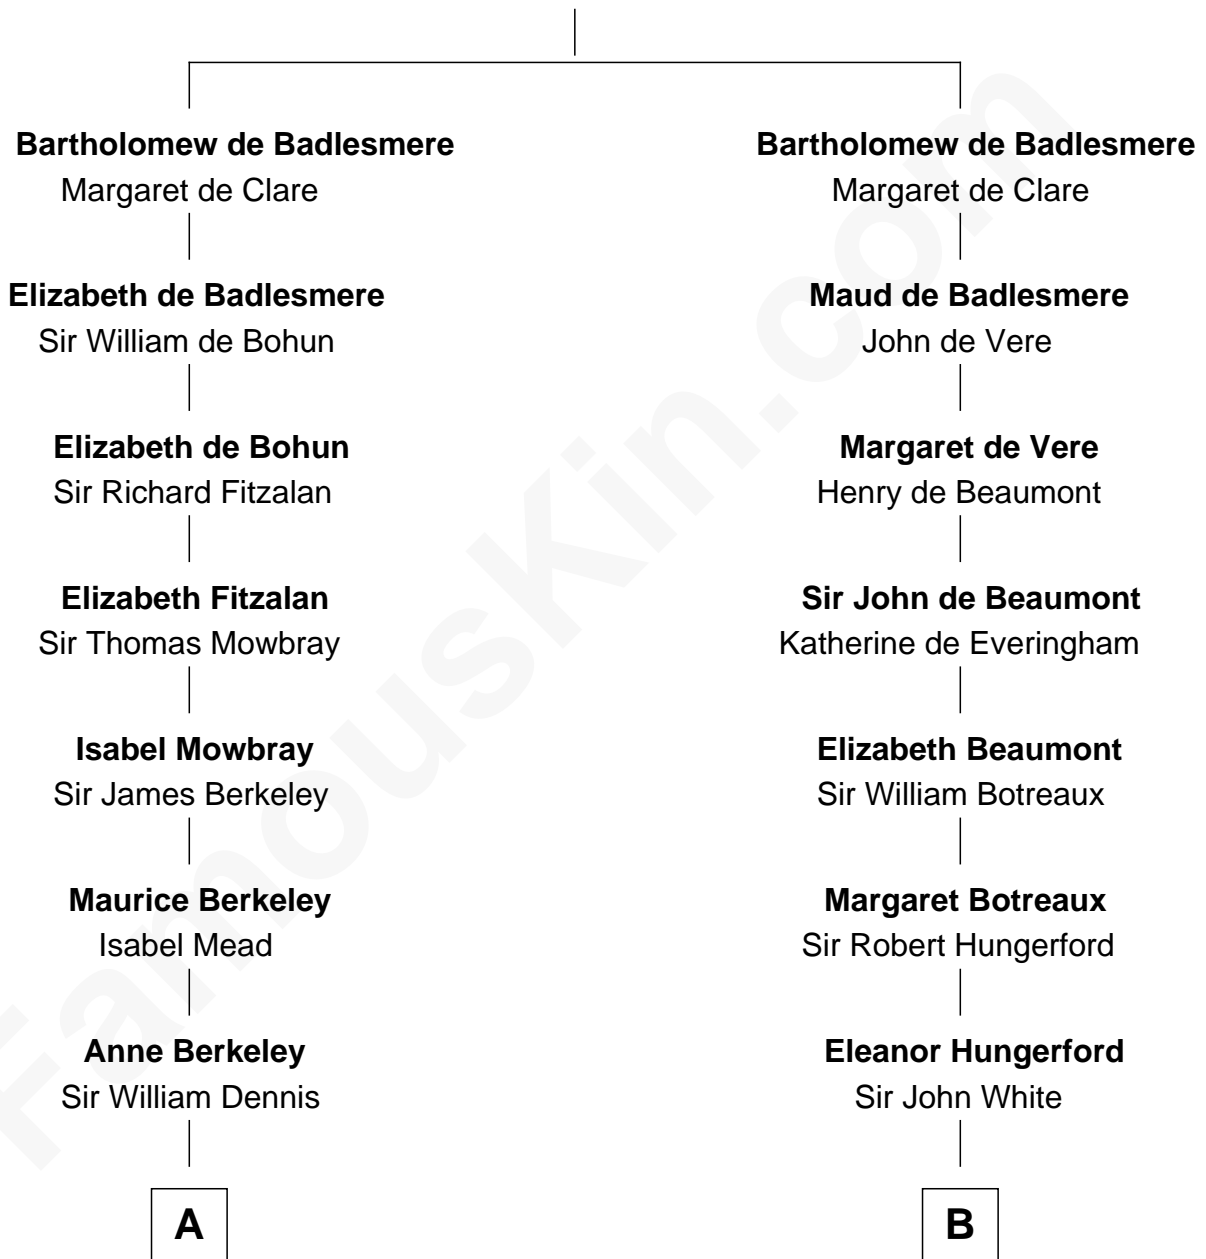 Bartholomew de Badlesmere
Margaret de Clare
Elizabeth de Badlesmere
Sir William de Bohun
Elizabeth de Bohun
Sir Richard Fitzalan
Elizabeth Fitzalan
Sir Thomas Mowbray
Isabel Mowbray
Sir James Berkeley
Maurice Berkeley
Isabel Mead
Anne Berkeley
Sir William Dennis
A
Bartholomew de Badlesmere
Margaret de Clare
Maud de Badlesmere
John de Vere
Margaret de Vere
Henry de Beaumont
Sir John de Beaumont
Katherine de Everingham
Elizabeth Beaumont
Sir William Botreaux
Margaret Botreaux
Sir Robert Hungerford
Eleanor Hungerford
Sir John White
B
FamousKin.com